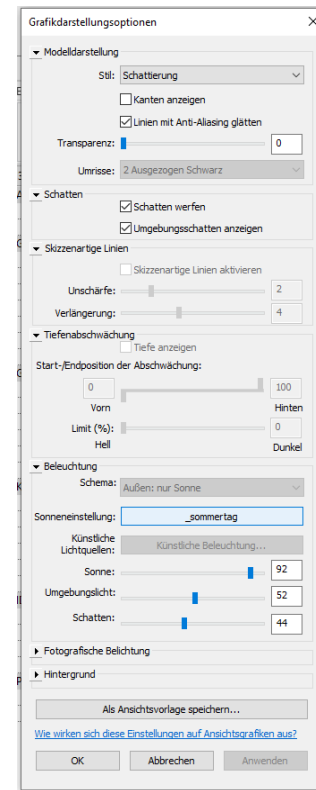 Grafikdarstellungsoptionen
Modelldarstellung
Stil: Schattierung
Kanten anzeigen
Linien mit Anti-Aliasing glätten
Transparenz: 0
Umrisse: 2 Ausgezogen Schwarz
Schatten
Schatten werfen
Umgebungsschatten anzeigen
Skizzenartige Linien
Skizzenartige Linien aktivieren
Unschärfe: 2
Verlängerung: 4
Tiefenabschwächung
Tiefe anzeigen
Start-/Endposition der Abschwächung:
0 100
Vorn Hinten
Limit (%): 0
Hell Dunkel
Beleuchtung
Schema: Außen: nur Sonne
Sonneneinstellung: _sommertag
Künstliche
Lichtquellen: Künstliche Beleuchtung...
Sonne: 92
Umgebungslicht: 52
Schatten: 44
Fotografische Belichtung
Hintergrund
Als Ansichtsvorlage speichern...
Wie wirken sich diese Einstellungen auf Ansichtsgrafiken aus?
OK Abbrechen Anwenden